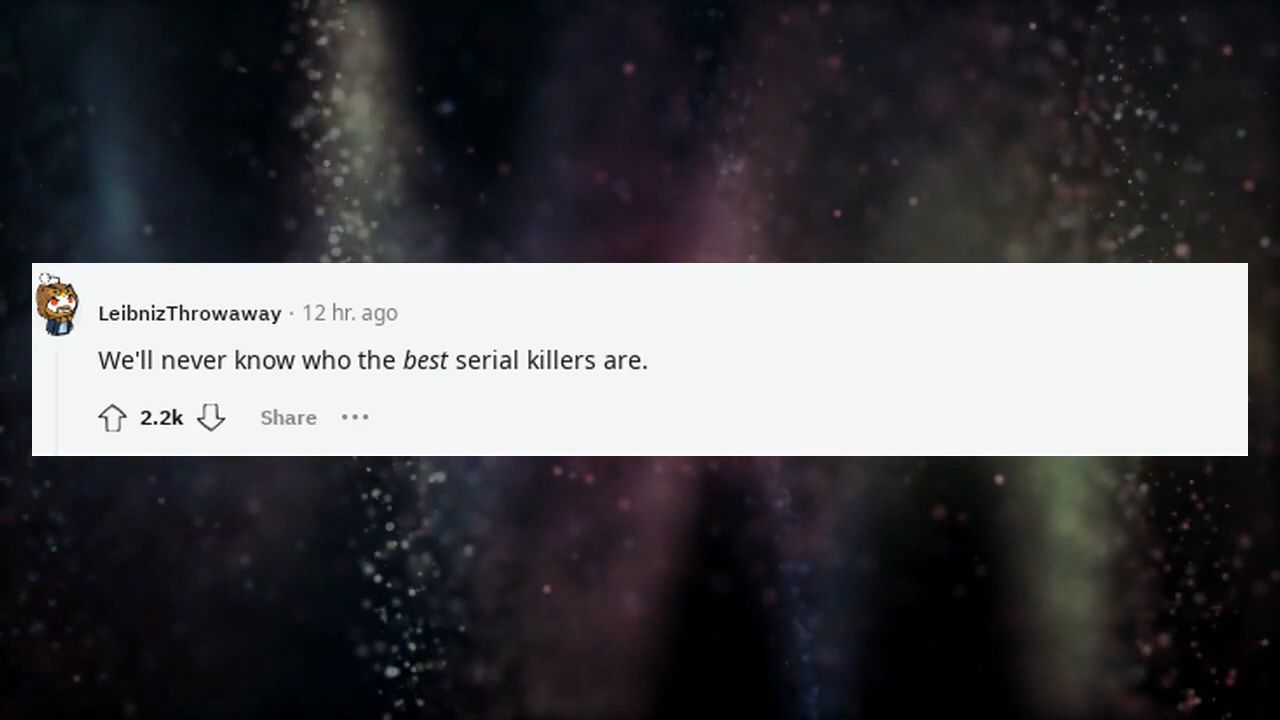 LeibnizThrowaway · 12 hr. ago
We'll never know who the best serial killers are.
2.2k Share ···